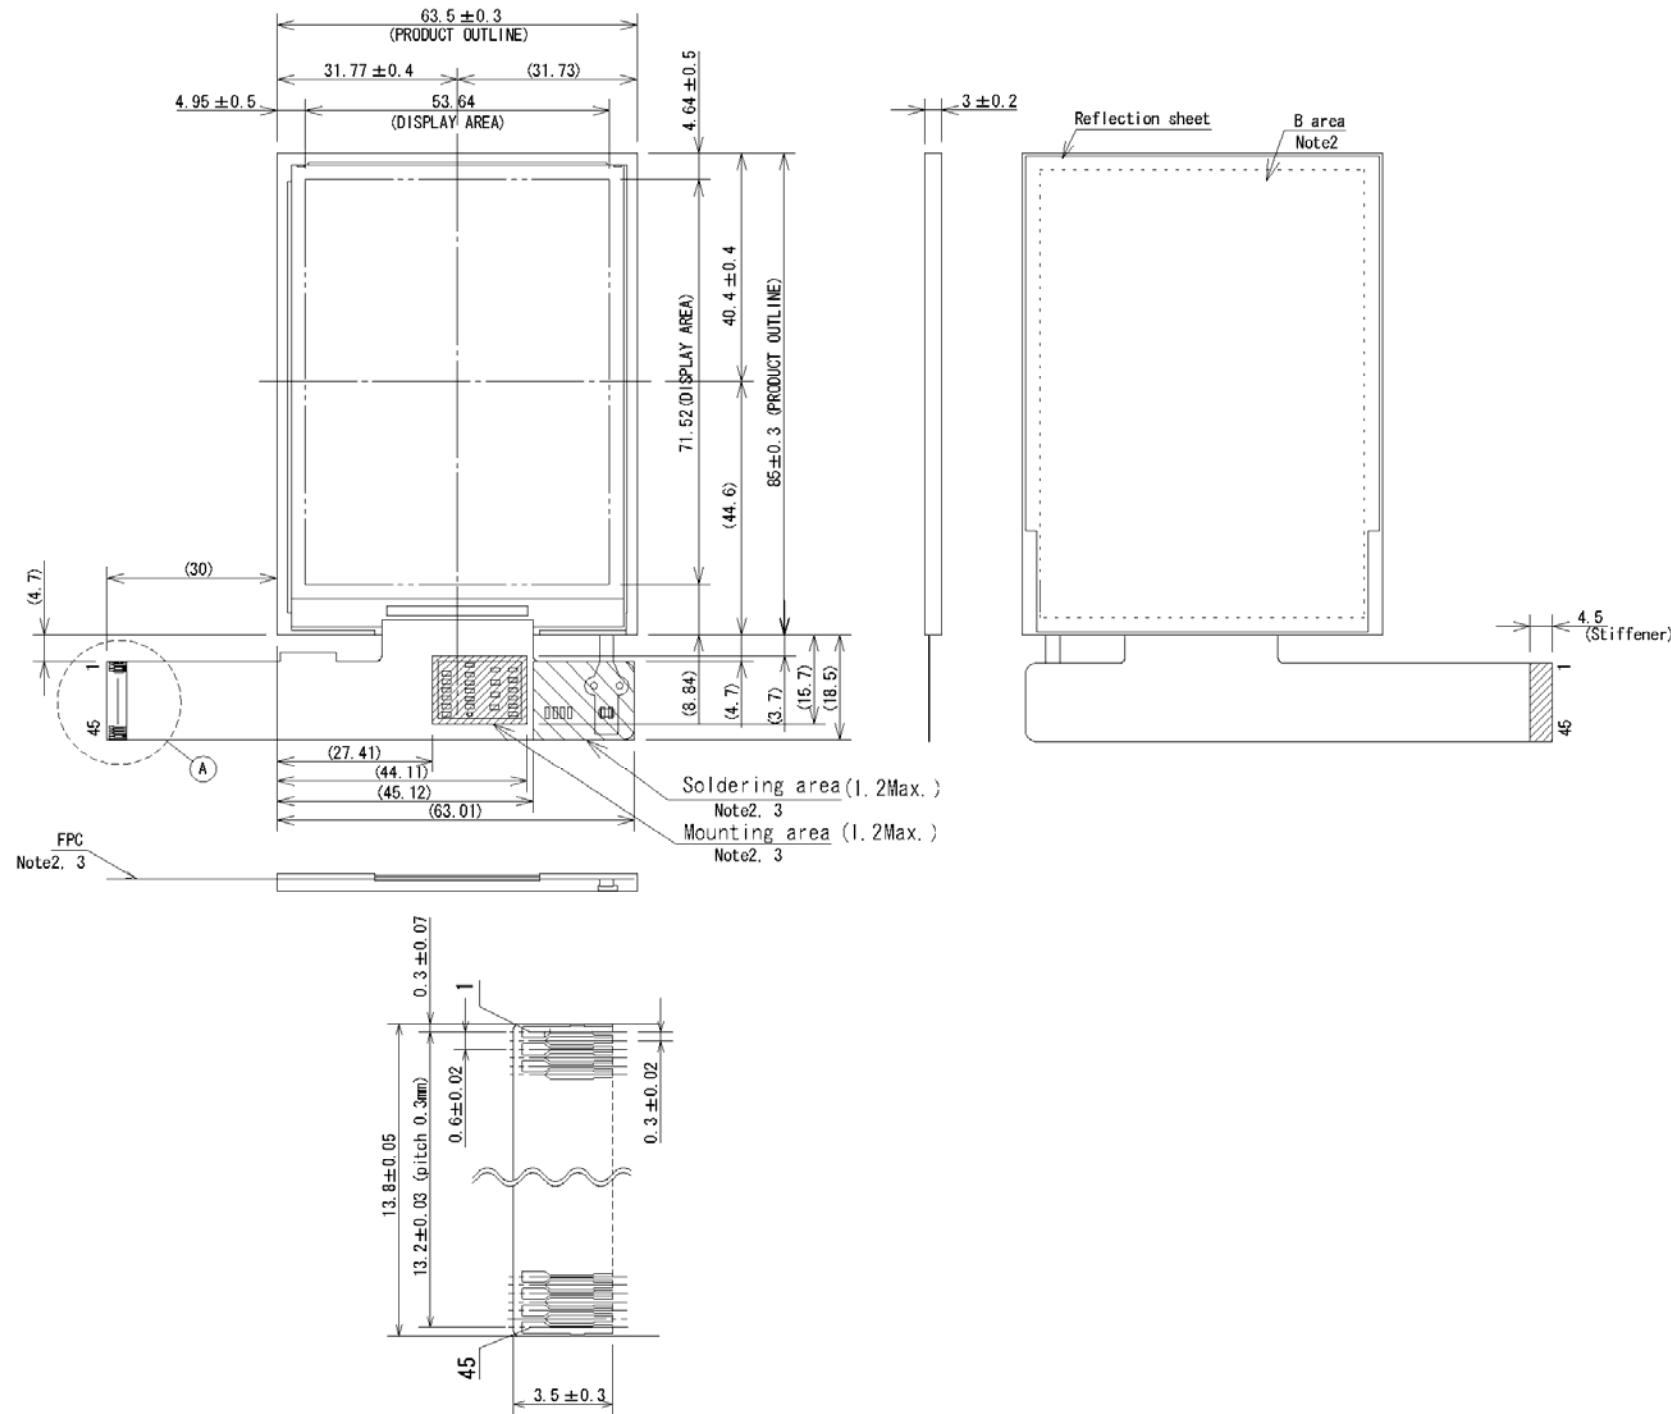 63.5±0.3
(PRODUCT OUTLINE)
31.77±0.4
(31.73)
4.95±0.5
53.64
(DISPLAY AREA)
4.64±0.5
3±0.2
Reflection sheet
B area
Note2
40.4±0.4
71.52(DISPLAY AREA)
85±0.3 (PRODUCT OUTLINE)
(44.6)
(30)
(4.7)
4.5
(Stiffener)
1
45
1
45
(8.84)
(4.7)
(3.7)
(15.7)
(18.5)
A
(27.41)
(44.11)
(45.12)
(63.01)
Soldering area(1.2Max.)
Note2, 3
Mounting area (1.2Max.)
Note2, 3
FPC
Note2, 3
0.3±0.07
1
0.6±0.02
0.3±0.02
13.8±0.05
13.2±0.03 (pitch 0.3mm)
45
3.5±0.3